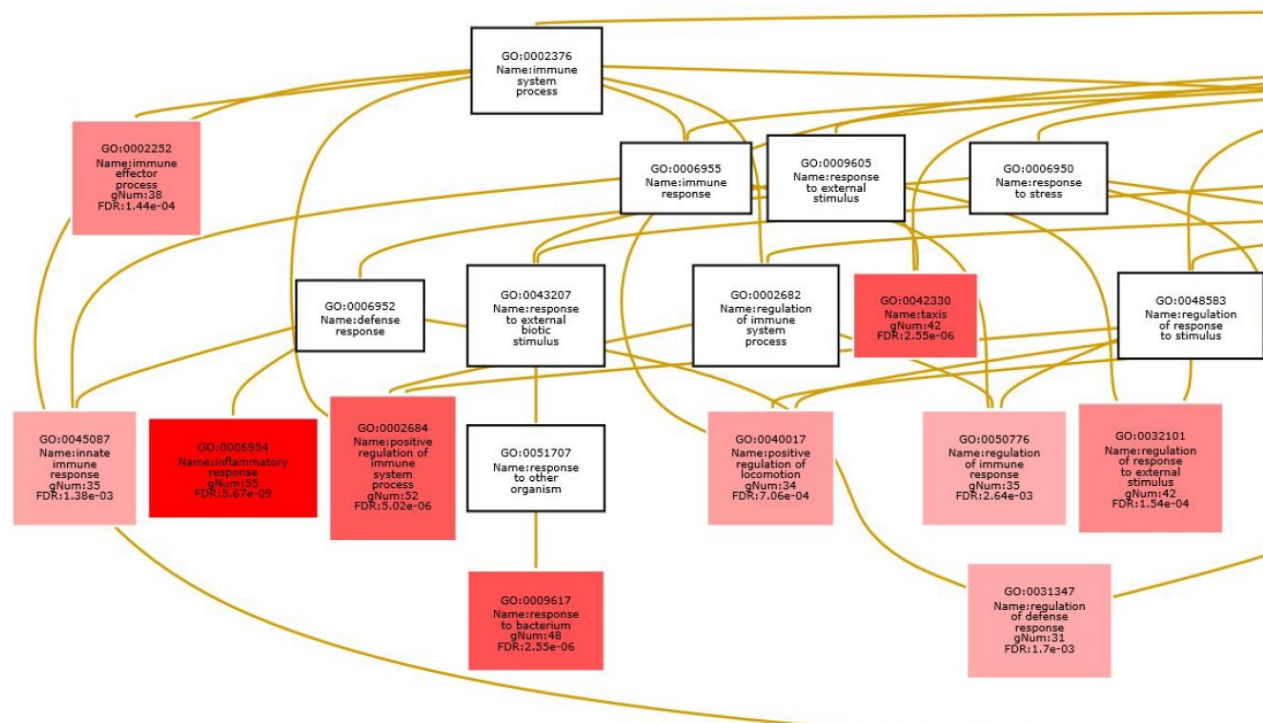 GO:0002376
Name:immune
system
process
GO:0002252
Name:immune
effector
process
gNum:38
FDR:1.44e-04
GO:0006955
Name:immune
response
GO:0009605
Name:response
to external
stimulus
GO:0006950
Name:response
to stress
GO:0006952
Name:defense
response
GO:0043207
Name:response
to external
biotic
stimulus
GO:0002682
Name:regulation
of immune
system
process
GO:0042330
Name:taxis
gNum:42
FDR:2.55e-06
GO:0048583
Name:regulation
of response
to stimulus
GO:0045087
Name:innate
immune
response
gNum:35
FDR:1.38e-03
GO:0006954
Name:inflammatory
response
gNum:55
FDR:5.67e-09
GO:0002684
Name:positive
regulation of
immune
system
process
gNum:52
FDR:5.02e-06
GO:0051707
Name:response
to other
organism
GO:0040017
Name:positive
regulation of
locomotion
gNum:34
FDR:7.06e-04
GO:0050776
Name:regulation
of immune
response
gNum:35
FDR:2.64e-03
GO:0032101
Name:regulation
of response
to external
stimulus
gNum:42
FDR:1.54e-04
GO:0009617
Name:response
to bacterium
gNum:48
FDR:2.55e-06
GO:0031347
Name:regulation
of defense
response
gNum:31
FDR:1.7e-03